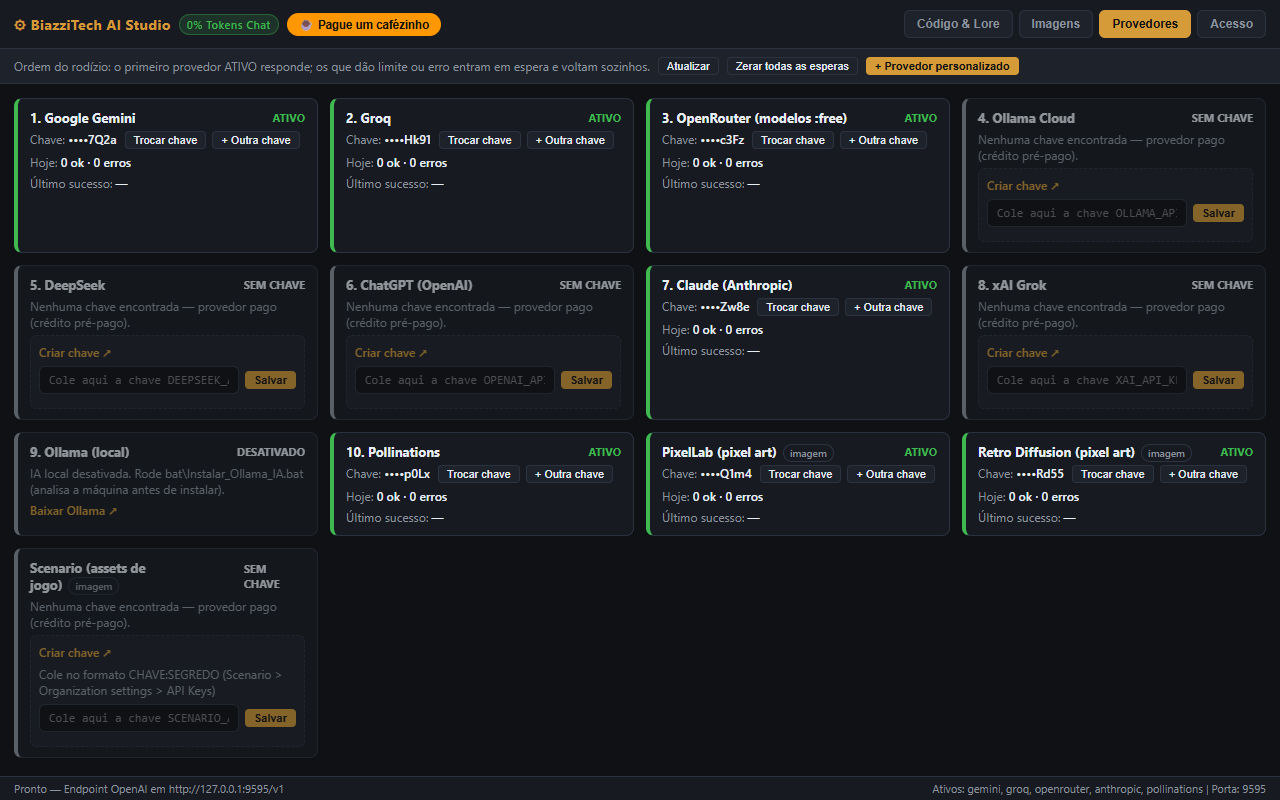 BiazziTech AI Studio 0% Tokens Chat Pague um cafézinho Código & Lore Imagens Provedores Acesso
Ordem do rodízio: o primeiro provedor ATIVO responde; os que dão limite ou erro entram em espera e voltam sozinhos. Atualizar Zerar todas as esperas + Provedor personalizado
1. Google Gemini ATIVO
Chave: ••••7Q2a Trocar chave + Outra chave
Hoje: 0 ok · 0 erros
Último sucesso: —
2. Groq ATIVO
Chave: ••••Hk91 Trocar chave + Outra chave
Hoje: 0 ok · 0 erros
Último sucesso: —
3. OpenRouter (modelos :free) ATIVO
Chave: ••••c3Fz Trocar chave + Outra chave
Hoje: 0 ok · 0 erros
Último sucesso: —
4. Ollama Cloud SEM CHAVE
Nenhuma chave encontrada — provedor pago
(crédito pré-pago).
Criar chave ↗
Cole aqui a chave OLLAMA_AP Salvar
5. DeepSeek SEM CHAVE
Nenhuma chave encontrada — provedor pago
(crédito pré-pago).
Criar chave ↗
Cole aqui a chave DEEPSEEK_ Salvar
6. ChatGPT (OpenAI) SEM CHAVE
Nenhuma chave encontrada — provedor pago
(crédito pré-pago).
Criar chave ↗
Cole aqui a chave OPENAI_AP Salvar
7. Claude (Anthropic) ATIVO
Chave: ••••Zw8e Trocar chave + Outra chave
Hoje: 0 ok · 0 erros
Último sucesso: —
8. xAI Grok SEM CHAVE
Nenhuma chave encontrada — provedor pago
(crédito pré-pago).
Criar chave ↗
Cole aqui a chave XAI_API_K Salvar
9. Ollama (local) DESATIVADO
IA local desativada. Rode bat\Instalar_Ollama_IA.bat
(analisa a máquina antes de instalar).
Baixar Ollama ↗
10. Pollinations ATIVO
Chave: ••••p0Lx Trocar chave + Outra chave
Hoje: 0 ok · 0 erros
Último sucesso: —
PixelLab (pixel art) imagem ATIVO
Chave: ••••Q1m4 Trocar chave + Outra chave
Hoje: 0 ok · 0 erros
Último sucesso: —
Retro Diffusion (pixel art) imagem ATIVO
Chave: ••••Rd55 Trocar chave + Outra chave
Hoje: 0 ok · 0 erros
Último sucesso: —
Scenario (assets de SEM
jogo) imagem CHAVE
Nenhuma chave encontrada — provedor pago
(crédito pré-pago).
Criar chave ↗
Cole no formato CHAVE:SEGREDO (Scenario >
Organization settings > API Keys)
Cole aqui a chave SCENARIO_ Salvar
Pronto — Endpoint OpenAI em http://127.0.0.1:9595/v1 Ativos: gemini, groq, openrouter, anthropic, pollinations | Porta: 9595